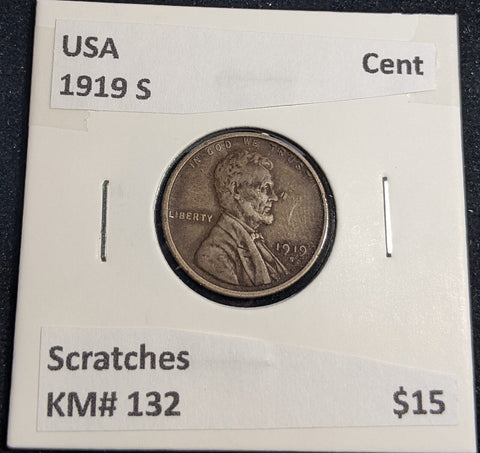 USA
Cent
1919 S
IN GOD WE TRUST
LIBERTY
1919
S
Scratches
KM# 132
$15